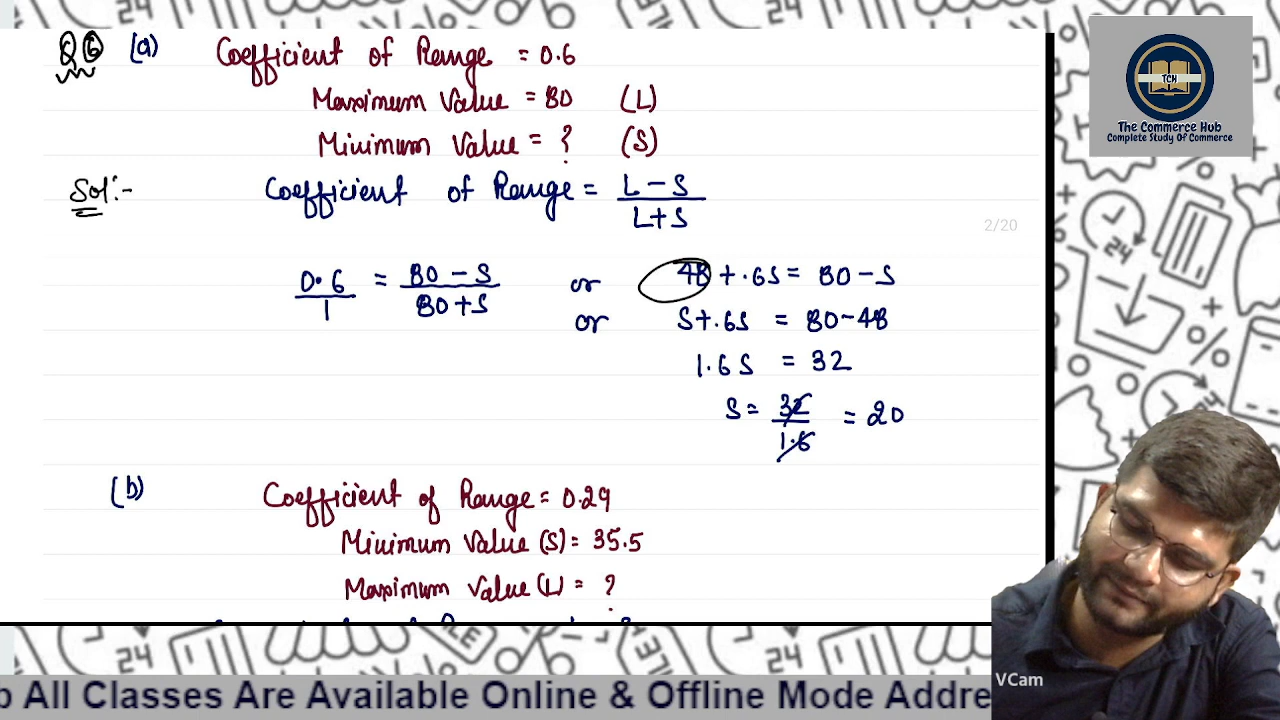 Q6 (a) Coefficient of Range = 0.6
Maximum Value = 80 (L)
Minimum Value = ? (S)
Sol:- Coefficient of Range = L - S / L + S
0.6 / 1 = 80 - S / 80 + S or 48 + .6S = 80 - S
or S + .6S = 80 - 48
1.6S = 32
S = 32 / 1.6 = 20
(b) Coefficient of Range = 0.29
Minimum Value (S) = 35.5
Maximum Value (L) = ?
2/20
TCH
The Commerce Hub
Complete Study Of Commerce
VCam
All Classes Are Available Online & Offline Mode Addre